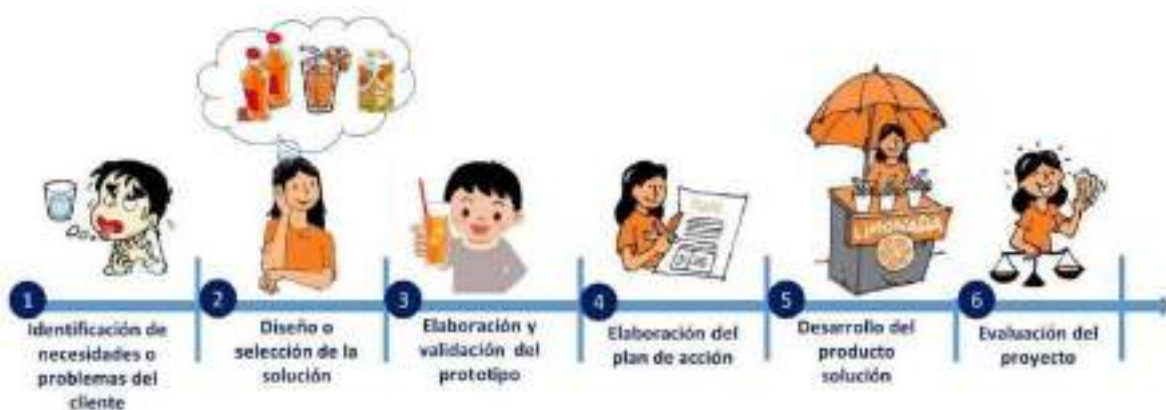 1
Identificación de
necesidades o
problemas del
cliente
2
Diseño o
selección de la
solución
3
Elaboración y
validación del
prototipo
4
Elaboración del
plan de acción
LIMONADA
5
Desarrollo del
producto
solución
6
Evaluación del
proyecto